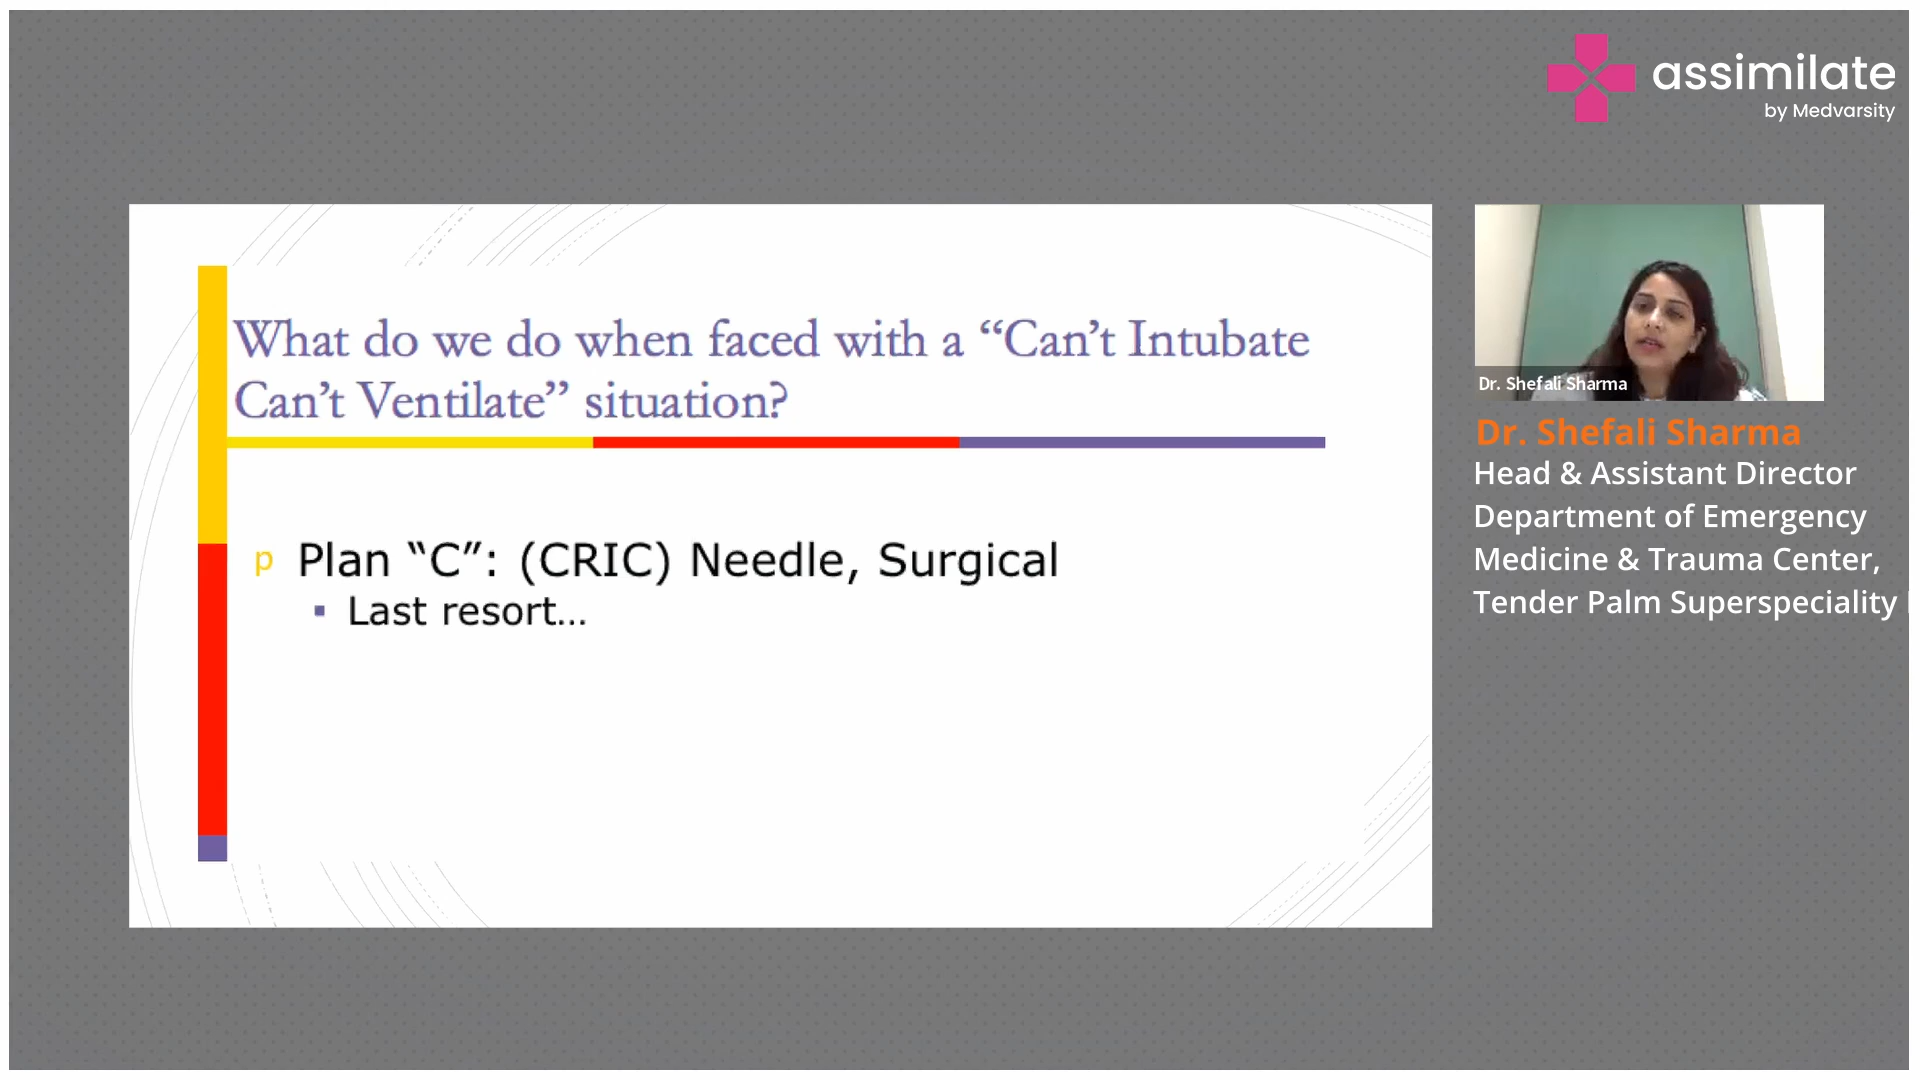 assimilate
by Medvarsity
What do we do when faced with a “Can’t Intubate
Can’t Ventilate” situation?
p Plan “C”: (CRIC) Needle, Surgical
▪ Last resort…
Dr. Shefali Sharma
Dr. Shefali Sharma
Head & Assistant Director
Department of Emergency
Medicine & Trauma Center,
Tender Palm Superspeciality